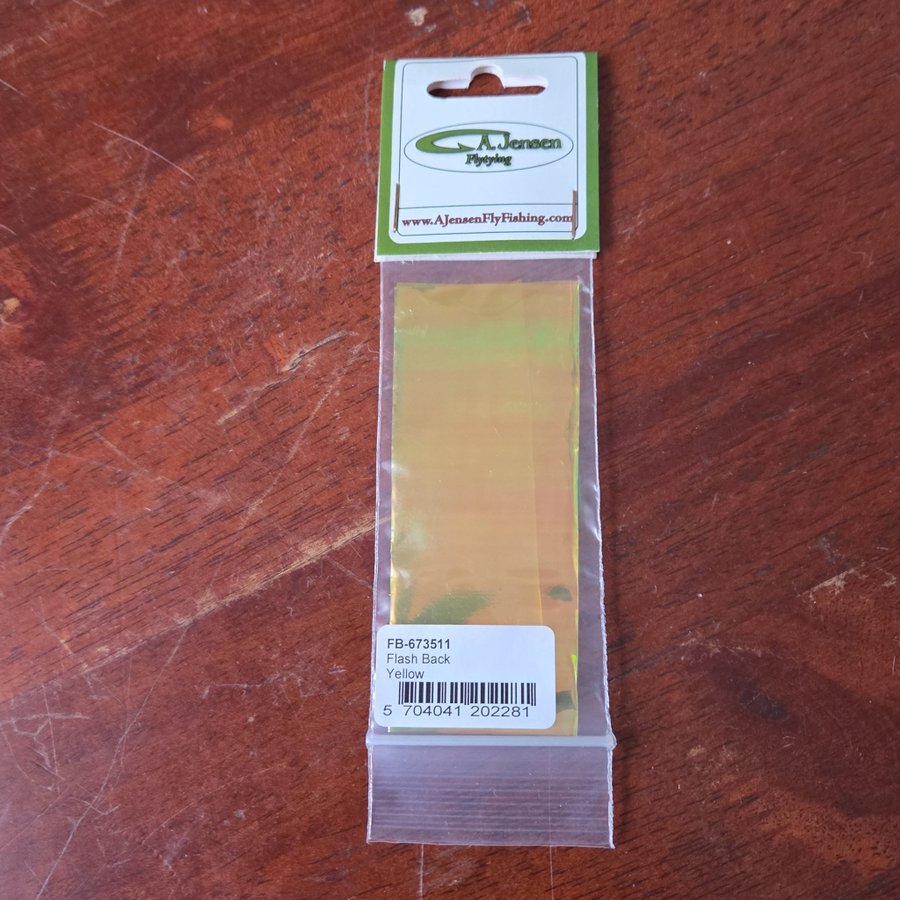 A.Jensen
Flytying
www.AJensenFlyFishing.com
FB-673511
Flash Back
Yellow
5 704041 202281